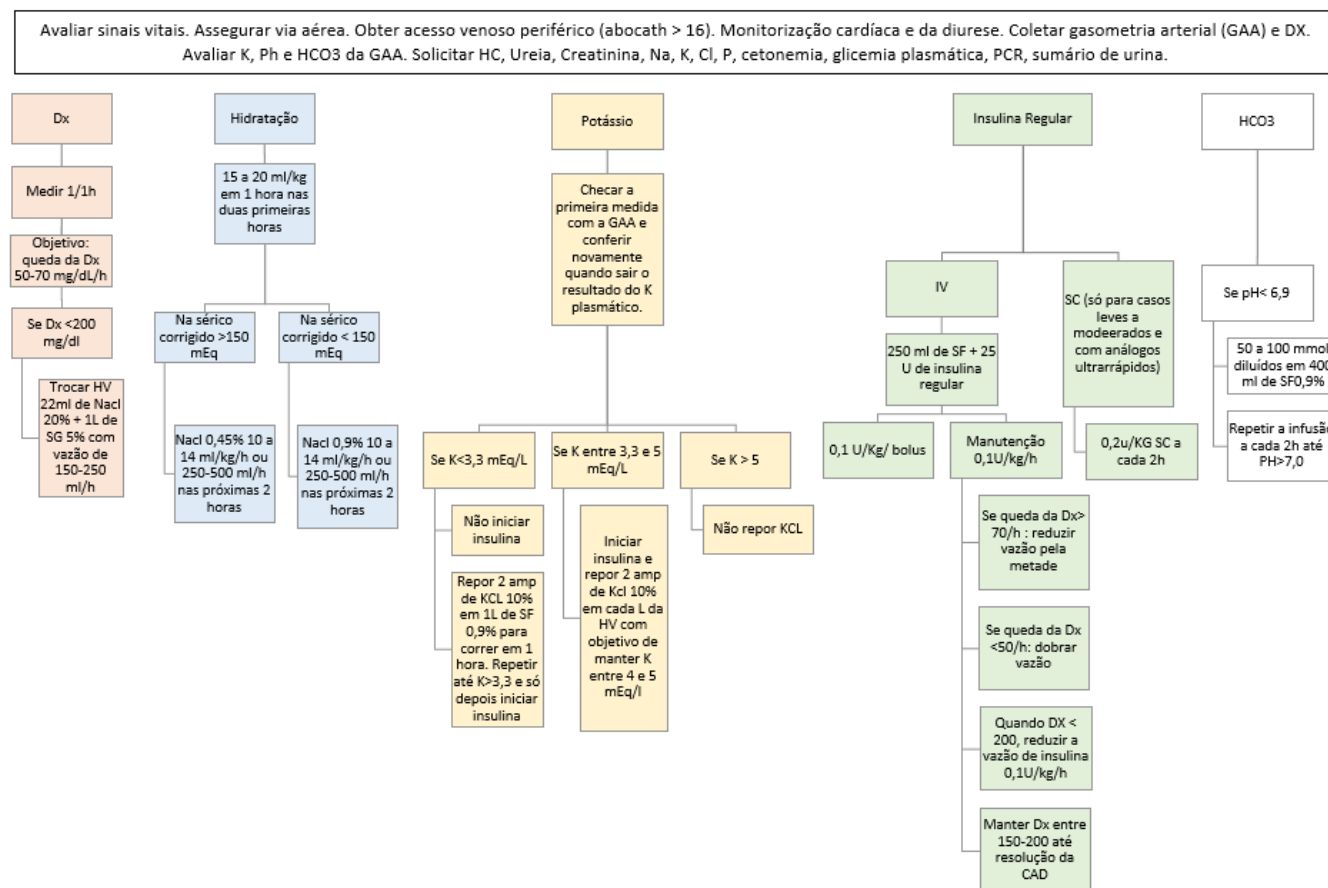 Avaliar sinais vitais. Assegurar via aérea. Obter acesso venoso periférico (abocath > 16). Monitorização cardíaca e da diurese. Coletar gasometria arterial (GAA) e DX.
Avaliar K, Ph e HCO3 da GAA. Solicitar HC, Ureia, Creatinina, Na, K, Cl, P, cetonemia, glicemia plasmática, PCR, sumário de urina.
Dx
Medir 1/1h
Objetivo:
queda da Dx
50-70 mg/dL/h
Se Dx <200
mg/dl
Trocar HV
22ml de Nacl
20% + 1L de
SG 5% com
vazão de
150-250
ml/h
Hidratação
15 a 20 ml/kg
em 1 hora nas
duas primeiras
horas
Na sérico
corrigido >150
mEq
Nacl 0,45% 10 a
14 ml/kg/h ou
250-500 ml/h
nas próximas 2
horas
Na sérico
corrigido < 150
mEq
Nacl 0,9% 10 a
14 ml/kg/h ou
250-500 ml/h
nas próximas 2
horas
Potássio
Checar a
primeira medida
com a GAA e
conferir
novamente
quando sair o
resultado do K
plasmático.
Se K<3,3 mEq/L
Não iniciar
insulina
Repor 2 amp
de KCL 10%
em 1L de SF
0,9% para
correr em 1
hora. Repetir
até K>3,3 e só
depois iniciar
insulina
Se K entre 3,3 e 5
mEq/L
Iniciar
insulina e
repor 2 amp
de Kcl 10%
em cada L da
HV com
objetivo de
manter K
entre 4 e 5
mEq/l
Se K > 5
Não repor KCL
Insulina Regular
IV
250 ml de SF + 25
U de insulina
regular
0,1 U/Kg/ bolus
Manutenção
0,1U/kg/h
Se queda da Dx>
70/h : reduzir
vazão pela
metade
Se queda da Dx
<50/h: dobrar
vazão
Quando DX <
200, reduzir a
vazão de insulina
0,1U/kg/h
Manter Dx entre
150-200 até
resolução da
CAD
SC (só para casos
leves a
modeerados e
com análogos
ultrarrápidos)
0,2u/KG SC a
cada 2h
HCO3
Se pH< 6,9
50 a 100 mmol
diluídos em 400
ml de SF0,9%
Repetir a infusão
a cada 2h até
PH>7,0